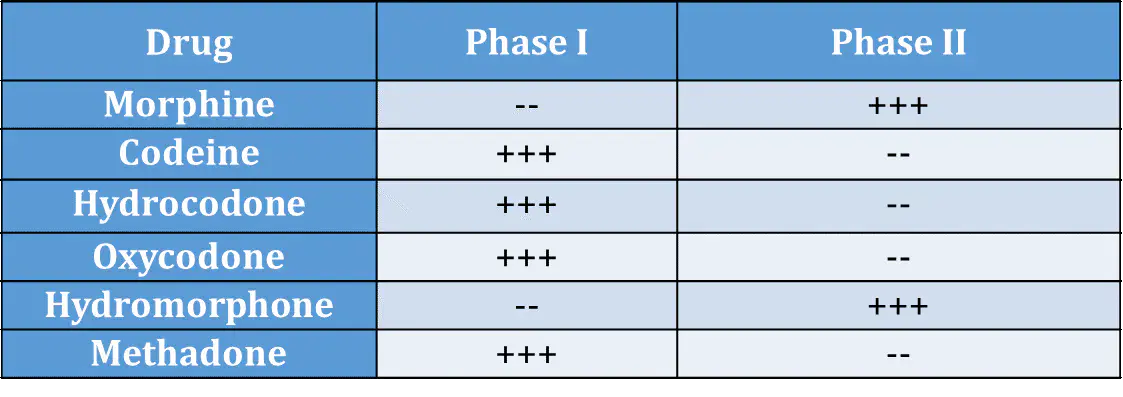 Drug Phase I Phase II
Morphine -- +++
Codeine +++ --
Hydrocodone +++ --
Oxycodone +++ --
Hydromorphone -- +++
Methadone +++ --